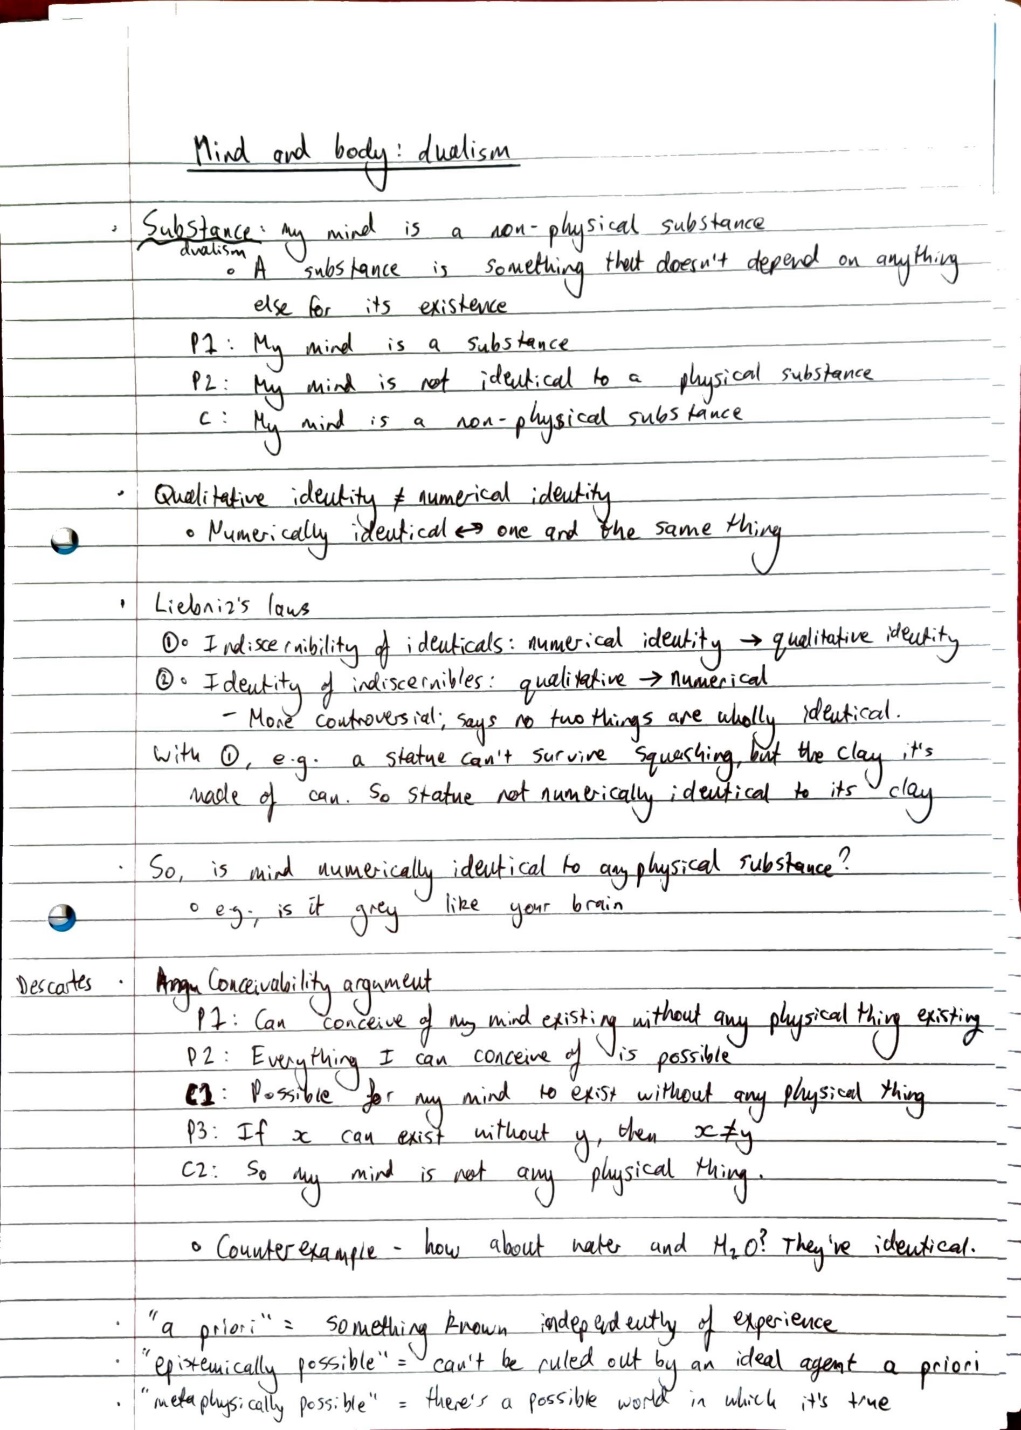 Mind and body: dualism
· Substance: my mind is a non-physical substance
dualism
∘ A substance is something that doesn't depend on anything
else for its existence
P1: My mind is a substance
P2: My mind is not identical to a physical substance
C: My mind is a non-physical substance
· Qualitative identity ≠ numerical identity
∘ Numerically identical ↔ one and the same thing
· Liebniz's laws
①∘ Indiscernibility of identicals: numerical identity → qualitative identity
②∘ Identity of indiscernibles: qualitative → numerical
- More controversial; says no two things are wholly identical.
With ①, e.g. a statue can't survive squashing, but the clay it's
made of can. So statue not numerically identical to its clay
· So, is mind numerically identical to any physical substance?
∘ eg., is it grey like your brain
Descartes · Conceivability argument
P1: Can conceive of my mind existing without any physical thing existing
P2: Everything I can conceive of is possible
C1: Possible for my mind to exist without any physical thing
P3: If x can exist without y, then x≠y
C2: So my mind is not any physical thing.
∘ Counterexample - how about water and H₂O? They're identical.
· "a priori" = something known independently of experience
· "epistemically possible" = can't be ruled out by an ideal agent a priori
· "metaphysically possible" = there's a possible world in which it's true